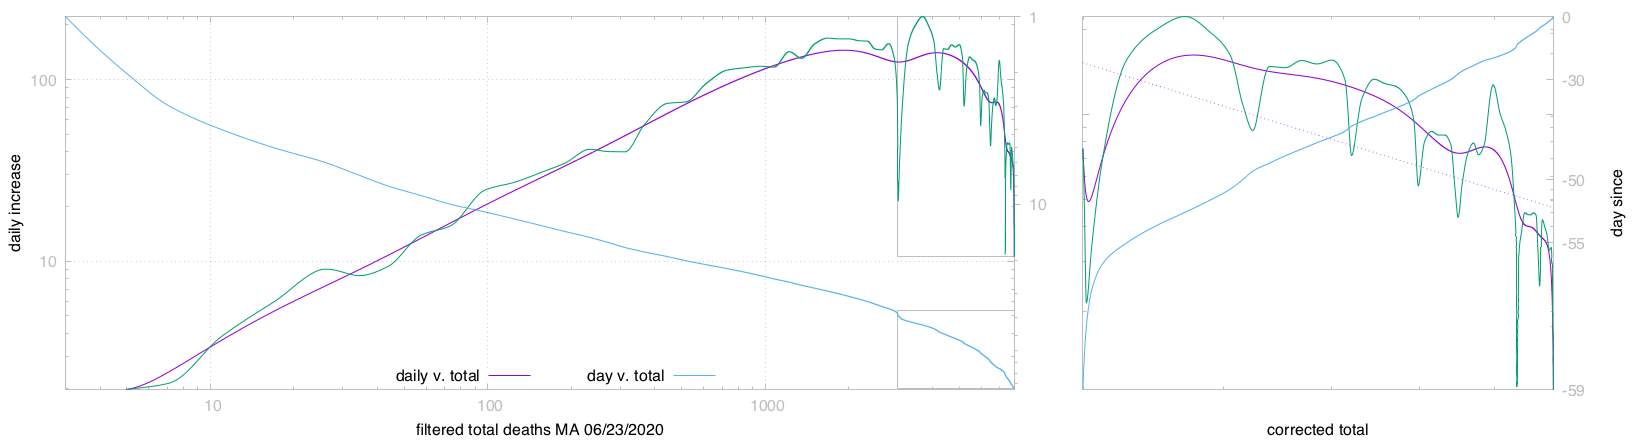 1
0
100
-30
daily increase
-50
day since
10
-55
10
daily v. total
day v. total
-59
10
100
1000
filtered total deaths MA 06/23/2020
corrected total